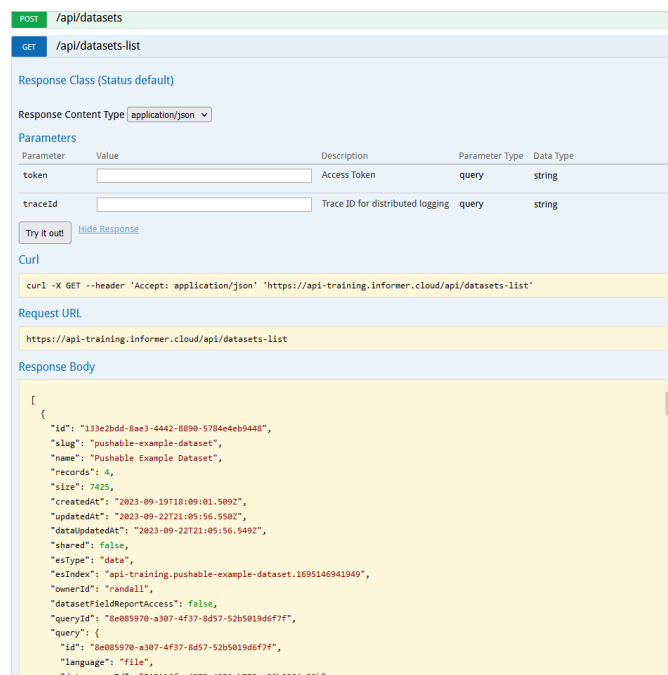 POST /api/datasets
GET /api/datasets-list
Response Class (Status default)
Response Content Type application/json
Parameters
Parameter Value Description Parameter Type Data Type
token Access Token query string
traceId Trace ID for distributed logging query string
Try it out! Hide Response
Curl
curl -X GET --header 'Accept: application/json' 'https://api-training.informer.cloud/api/datasets-list'
Request URL
https://api-training.informer.cloud/api/datasets-list
Response Body
[
{
"id": "133e2bdd-8ae3-4442-8890-5784e4eb9448",
"slug": "pushable-example-dataset",
"name": "Pushable Example Dataset",
"records": 4,
"size": 7425,
"createdAt": "2023-09-19T18:09:01.509Z",
"updatedAt": "2023-09-22T21:05:56.550Z",
"dataUpdatedAt": "2023-09-22T21:05:56.549Z",
"shared": false,
"esType": "data",
"esIndex": "api-training.pushable-example-dataset.1695146941949",
"ownerId": "randall",
"datasetFieldReportAccess": false,
"queryId": "8e085970-a307-4f37-8d57-52b5019d6f7f",
"query": {
"id": "8e085970-a307-4f37-8d57-52b5019d6f7f",
"language": "file",